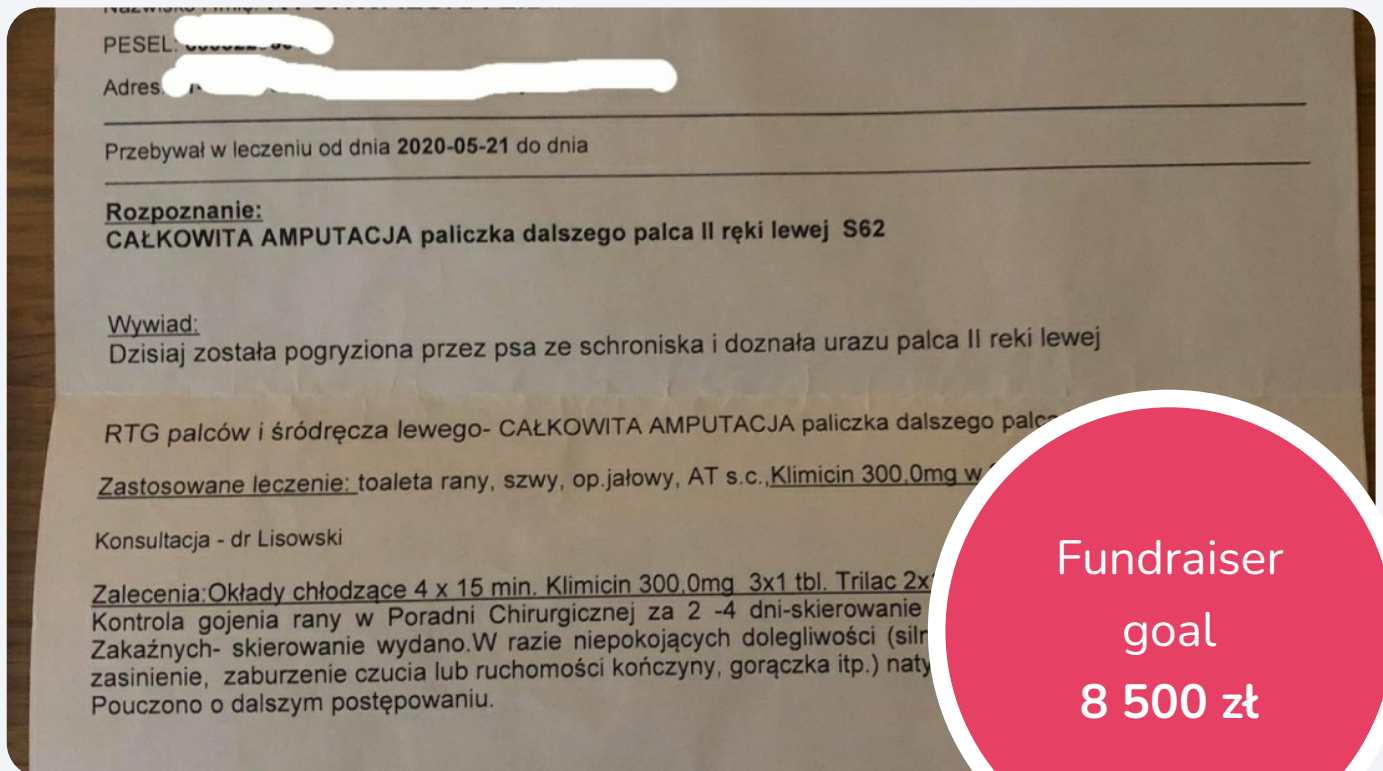 PESEL:
Adres:
Przebywał w leczeniu od dnia 2020-05-21 do dnia
Rozpoznanie:
CAŁKOWITA AMPUTACJA paliczka dalszego palca II ręki lewej S62
Wywiad:
Dzisiaj została pogryziona przez psa ze schroniska i doznała urazu palca II reki lewej
RTG palców i śródręcza lewego- CAŁKOWITA AMPUTACJA paliczka dalszego
Zastosowane leczenie: toaleta rany, szwy, op.jałowy, AT s.c.,Klimicin 300,0mg w
Konsultacja - dr Lisowski
Zalecenia:Okłady chłodzące 4 x 15 min. Klimicin 300,0mg 3x1 tbl. Trilac
Kontrola gojenia rany w Poradni Chirurgicznej za 2 -4 dni-skierowanie
Zakaźnych- skierowanie wydano.W razie niepokojących dolegliwości
zasinienie, zaburzenie czucia lub ruchomości kończyny, gorączka itp.)
Pouczono o dalszym postępowaniu.
Fundraiser
goal
8 500 zł